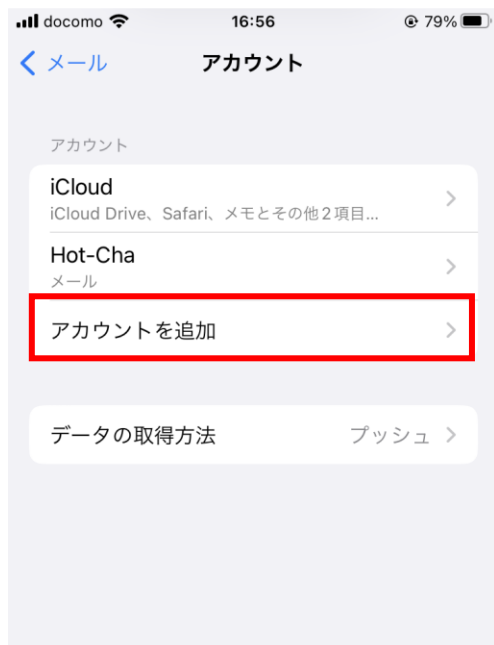 docomo 16:56 79%
メール アカウント
アカウント
iCloud
iCloud Drive、Safari、メモとその他2項目...
Hot-Cha
メール
アカウントを追加
データの取得方法 プッシュ